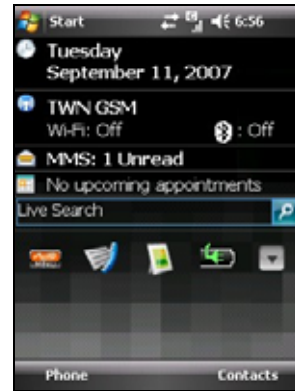 Start 6:56
Tuesday
September 11, 2007
TWN GSM
Wi-Fi: Off : Off
MMS: 1 Unread
No upcoming appointments
Live Search
Phone Contacts